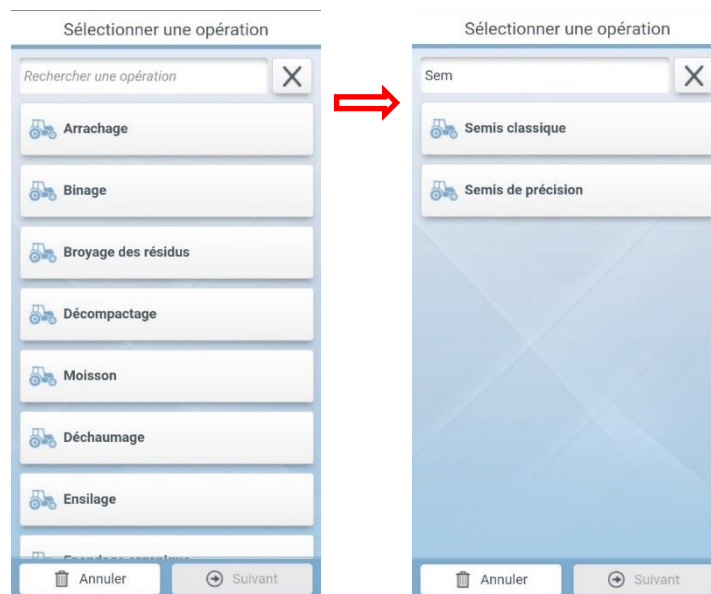 Sélectionner une opération
Rechercher une opération
Arrachage
Binage
Broyage des résidus
Décompactage
Moisson
Déchaumage
Ensilage
Annuler
Suivant
Sélectionner une opération
Sem
Semis classique
Semis de précision
Annuler
Suivant